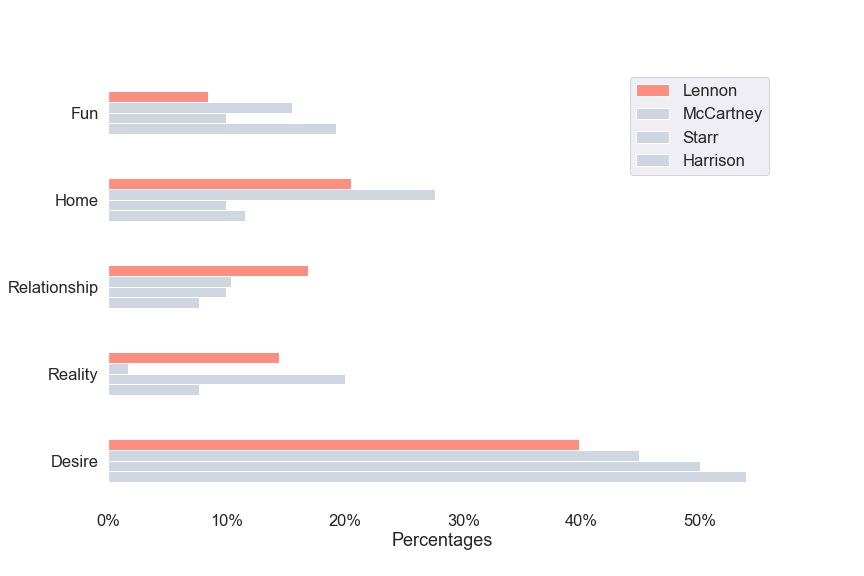 Lennon
McCartney
Starr
Harrison
Fun
Home
Relationship
Reality
Desire
0% 10% 20% 30% 40% 50%
Percentages